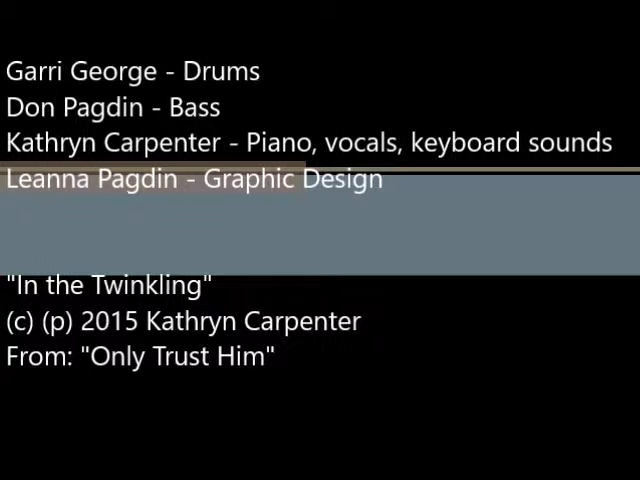 Garri George - Drums
Don Pagdin - Bass
Kathryn Carpenter - Piano, vocals, keyboard sounds
Leanna Pagdin - Graphic Design
"In the Twinkling"
(c) (p) 2015 Kathryn Carpenter
From: "Only Trust Him"